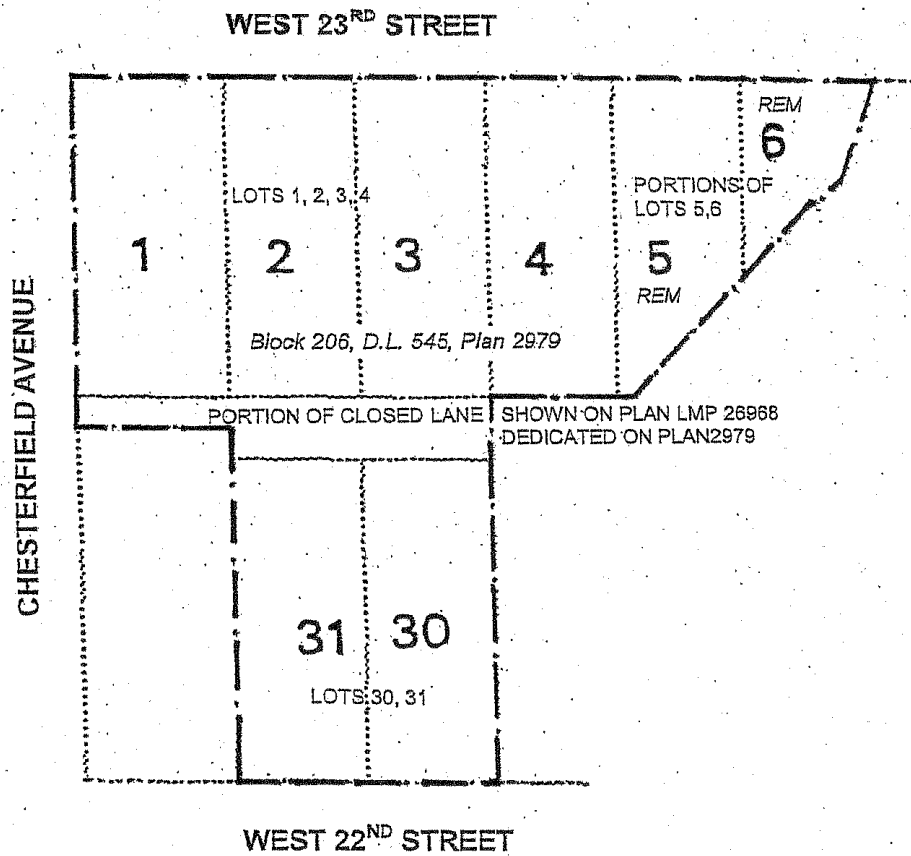 WEST 23RD STREET
REM
6
PORTIONS OF
LOTS 5,6
LOTS 1, 2, 3, 4
1
2
3
4
5
REM
CHESTERFIELD AVENUE
Block 206, D.L. 545, Plan 2979
PORTION OF CLOSED LANE SHOWN ON PLAN LMP 26968
DEDICATED ON PLAN2979
31
30
LOTS 30, 31
WEST 22ND STREET